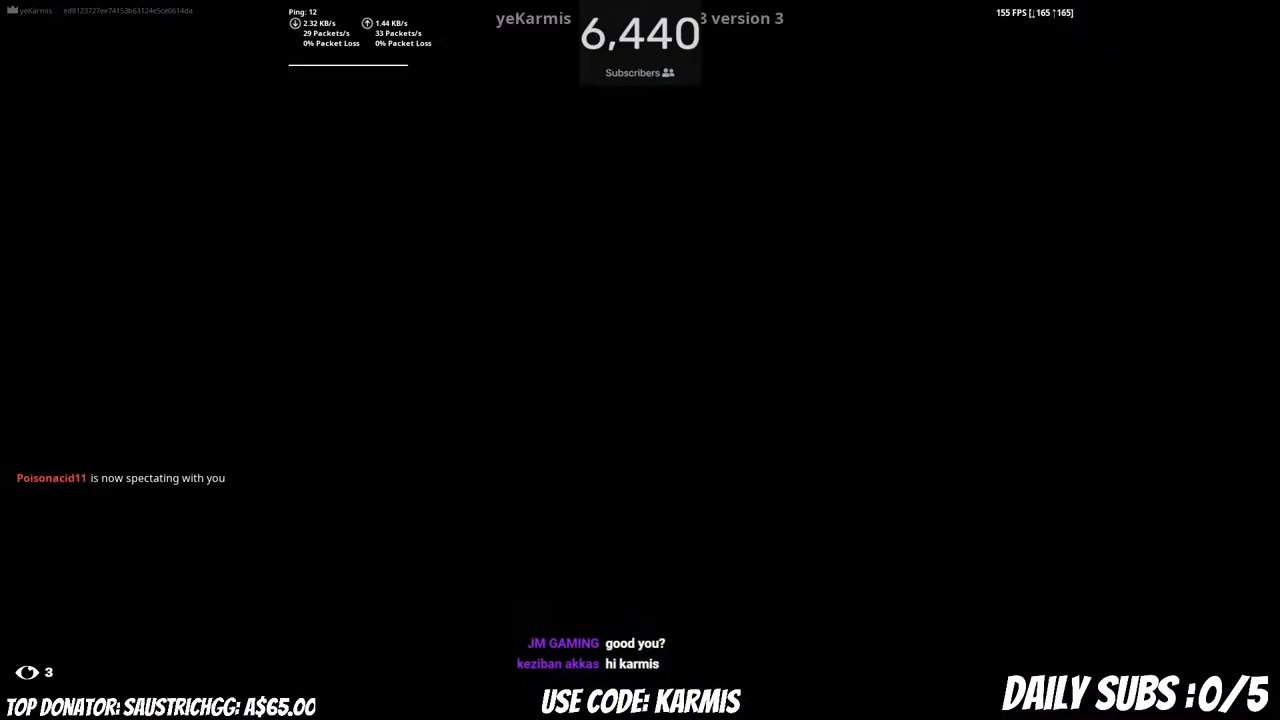 yeKarmis ed8123727ee74153b63124e5ce0614da
Ping: 12
2.32 KB/s 1.44 KB/s
29 Packets/s 33 Packets/s
0% Packet Loss 0% Packet Loss
yeKarmis 3 version 3
6,440
Subscribers
155 FPS [↓165 ↑165]
Poisonacid11 is now spectating with you
JM GAMING good you?
keziban akkas hi karmis
3
TOP DONATOR: SAUSTRICHGG: A$65.00
USE CODE: KARMIS
DAILY SUBS :0/5